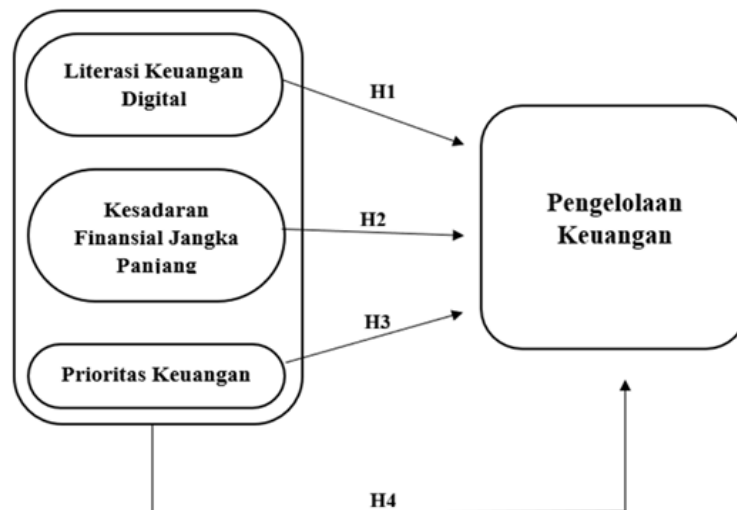 Literasi Keuangan
Digital
H1
Kesadaran
Finansial Jangka
Panjang
H2
Pengelolaan
Keuangan
H3
Prioritas Keuangan
H4